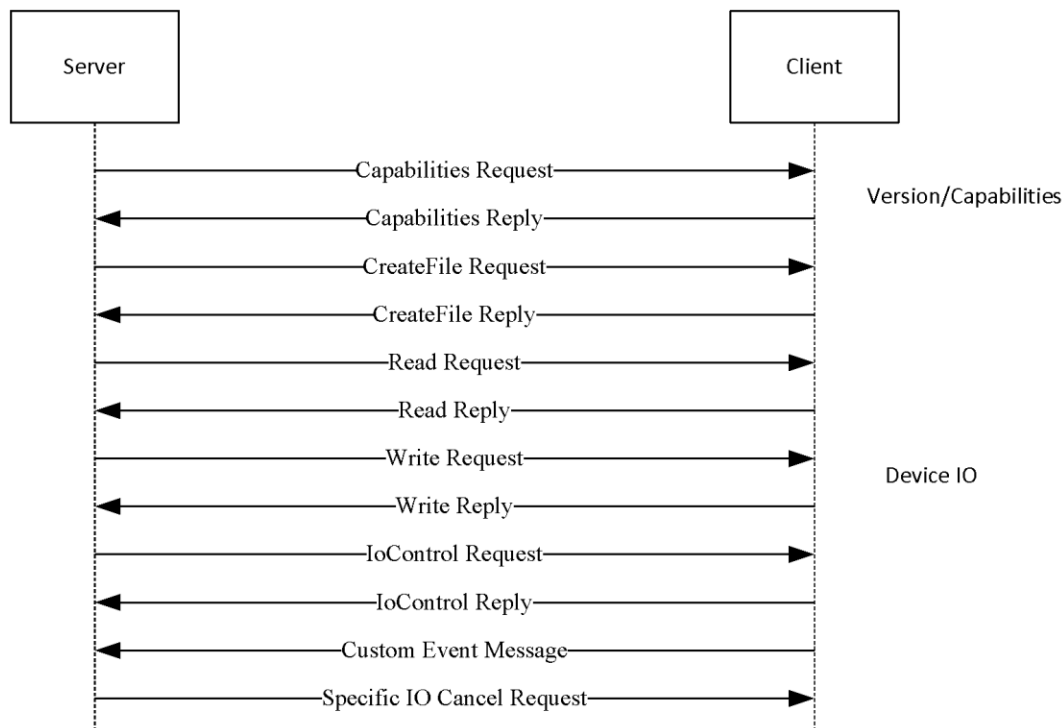 Server
Client
Capabilities Request
Version/Capabilities
Capabilities Reply
CreateFile Request
CreateFile Reply
Read Request
Read Reply
Write Request
Device IO
Write Reply
IoControl Request
IoControl Reply
Custom Event Message
Specific IO Cancel Request